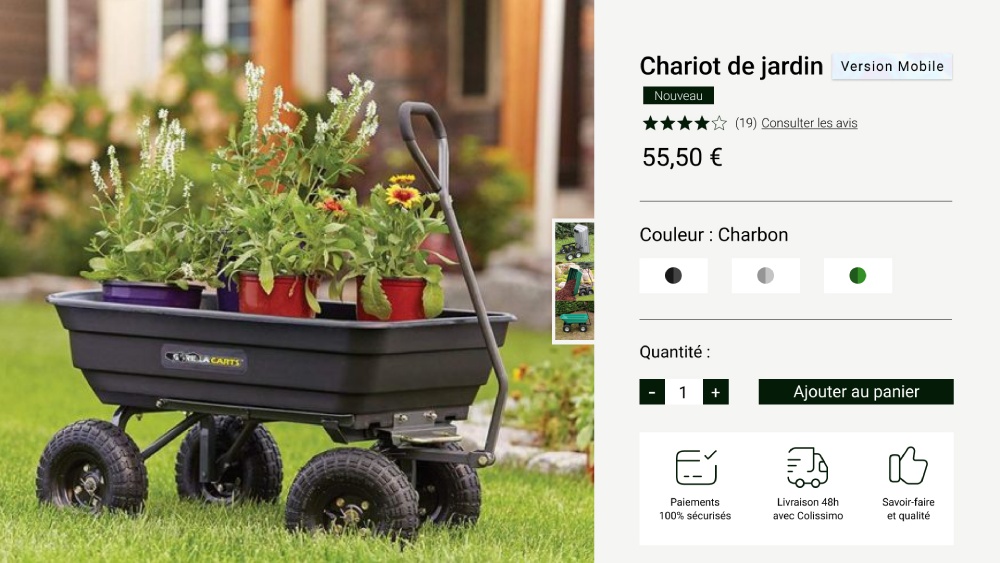 Chariot de jardin
Version Mobile
Nouveau
(19) Consulter les avis
55,50 €
Couleur : Charbon
Quantité :
- 1 +
Ajouter au panier
Paiements
100% sécurisés
Livraison 48h
avec Colissimo
Savoir-faire
et qualité
GORILLA CARTS